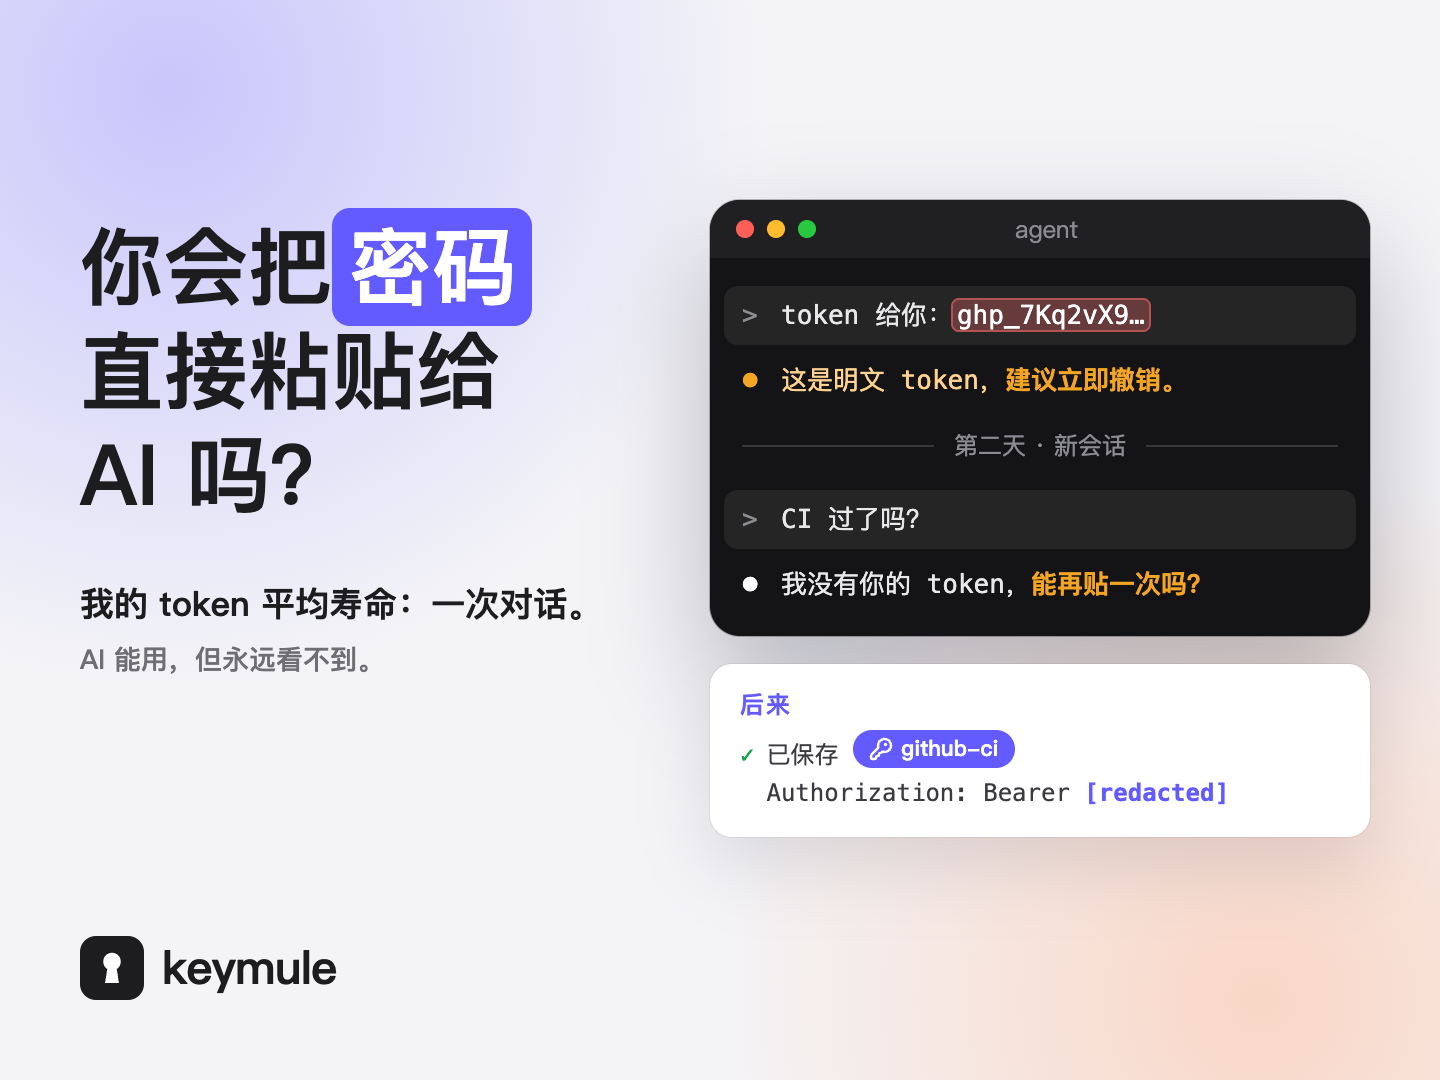 你会把密码
直接粘贴给
AI 吗？
我的 token 平均寿命：一次对话。
AI 能用，但永远看不到。
keymule
agent
> token 给你：ghp_7Kq2vX9…
这是明文 token，建议立即撤销。
第二天 · 新会话
> CI 过了吗？
我没有你的 token，能再贴一次吗？
后来
✓ 已保存 github-ci
Authorization: Bearer [redacted]